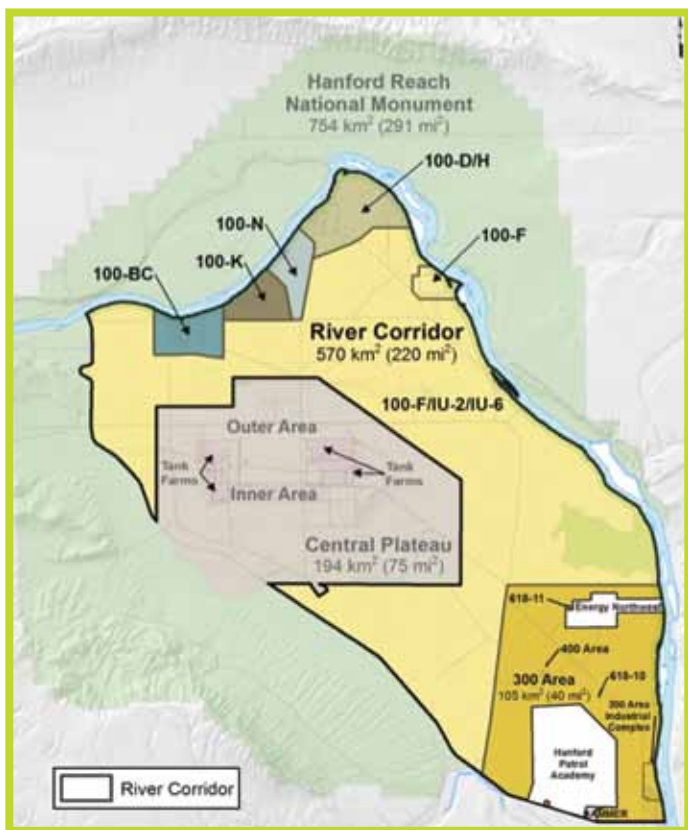 Hanford Reach
National Monument
754 km² (291 mi²)
100-D/H
100-N
100-F
100-K
100-BC
River Corridor
570 km² (220 mi²)
100-F/IU-2/IU-6
Outer Area
Tank
Farms
Tank
Farms
Inner Area
Central Plateau
194 km² (75 mi²)
618-11
Energy Northwest
400 Area
300 Area
105 km² (40 mi²)
618-10
300 Area
Industrial
Complex
Hanford
Patrol
Academy
HAMMER
River Corridor